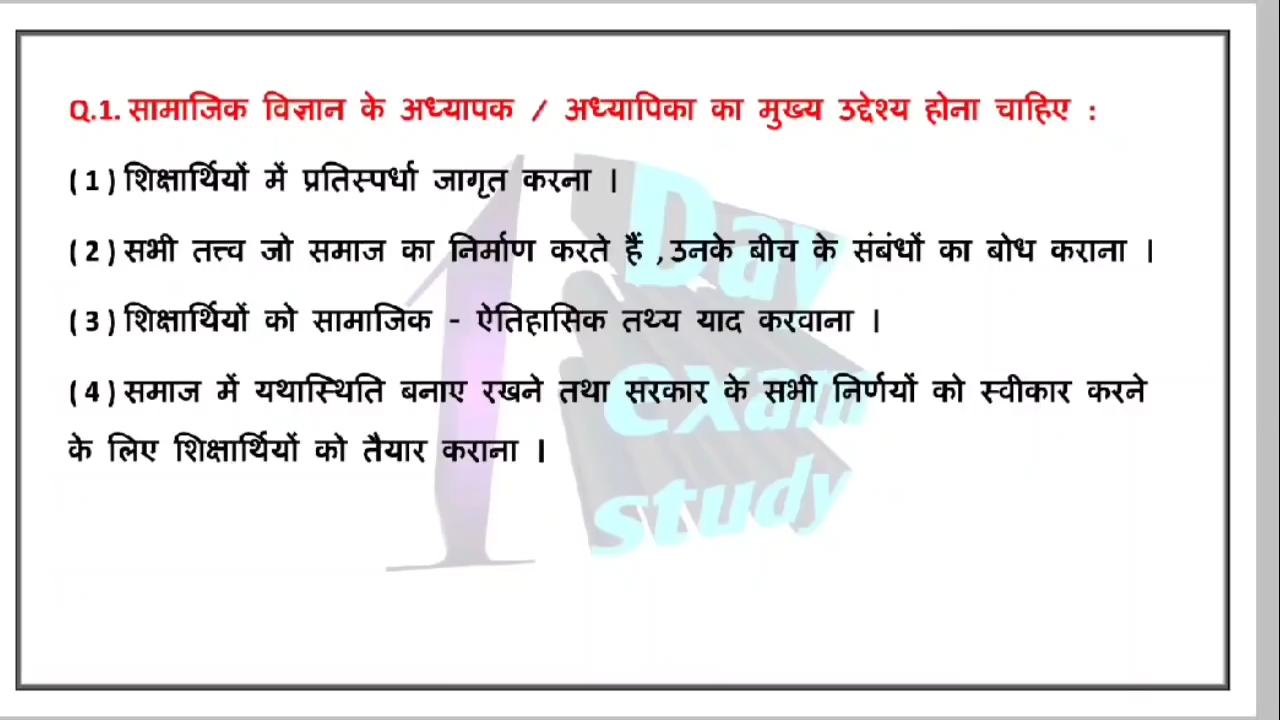 Q.1. सामाजिक विज्ञान के अध्यापक / अध्यापिका का मुख्य उद्देश्य होना चाहिए :
(1) शिक्षार्थियों में प्रतिस्पर्धा जागृत करना ।
(2) सभी तत्त्व जो समाज का निर्माण करते हैं ,उनके बीच के संबंधों का बोध कराना ।
(3) शिक्षार्थियों को सामाजिक - ऐतिहासिक तथ्य याद करवाना ।
(4) समाज में यथास्थिति बनाए रखने तथा सरकार के सभी निर्णयों को स्वीकार करने
के लिए शिक्षार्थियों को तैयार कराना ।
1 Day
exam
study